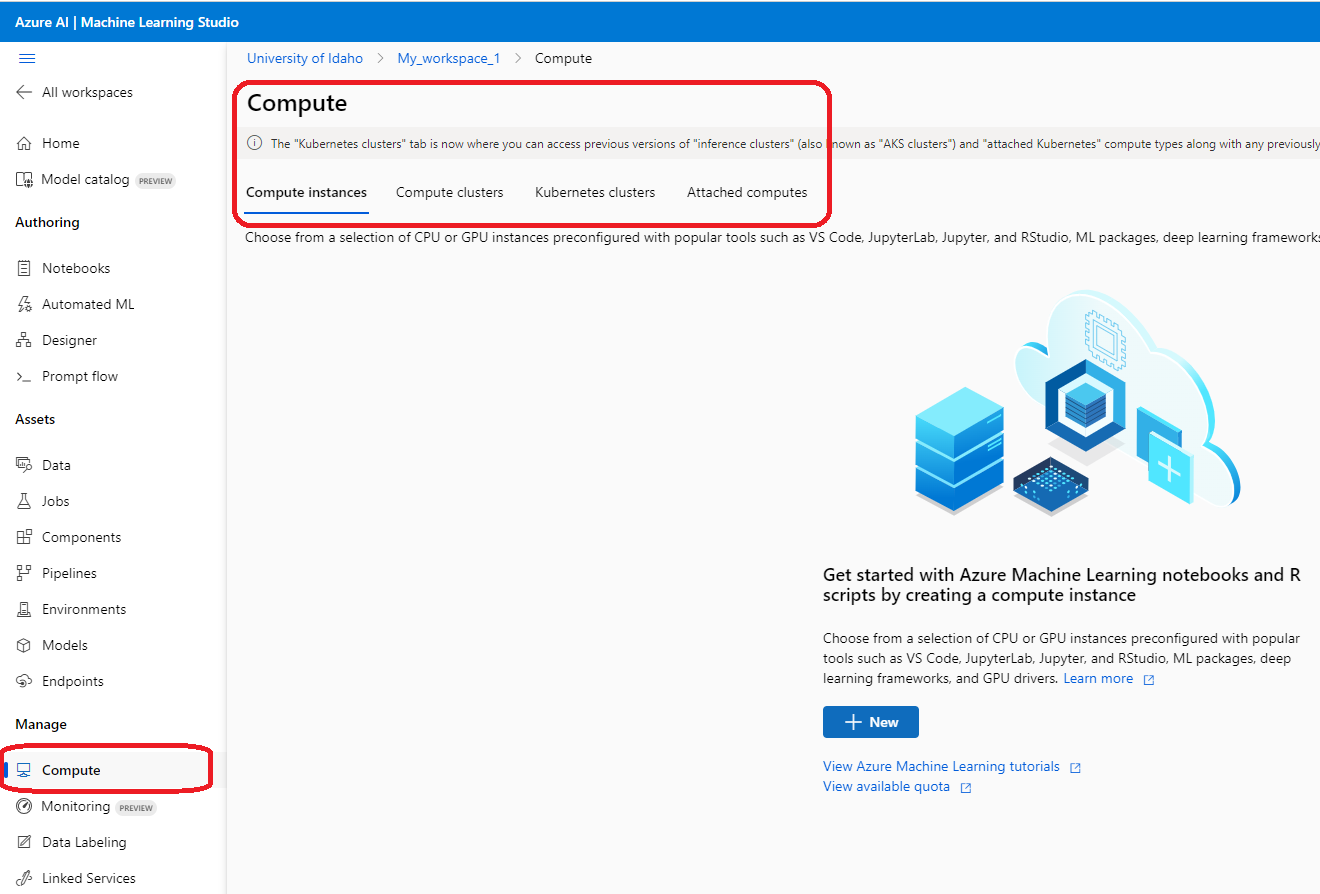 Azure AI | Machine Learning Studio
All workspaces
Home
Model catalog PREVIEW
Authoring
Notebooks
Automated ML
Designer
Prompt flow
Assets
Data
Jobs
Components
Pipelines
Environments
Models
Endpoints
Manage
Compute
Monitoring PREVIEW
Data Labeling
Linked Services
University of Idaho > My_workspace_1 > Compute
Compute
The "Kubernetes clusters" tab is now where you can access previous versions of "inference clusters" (also known as "AKS clusters") and "attached Kubernetes" compute types along with any previously
Compute instances Compute clusters Kubernetes clusters Attached computes
Choose from a selection of CPU or GPU instances preconfigured with popular tools such as VS Code, JupyterLab, Jupyter, and RStudio, ML packages, deep learning frameworks
Get started with Azure Machine Learning notebooks and R
scripts by creating a compute instance
Choose from a selection of CPU or GPU instances preconfigured with popular
tools such as VS Code, JupyterLab, Jupyter, and RStudio, ML packages, deep
learning frameworks, and GPU drivers. Learn more
New
View Azure Machine Learning tutorials
View available quota